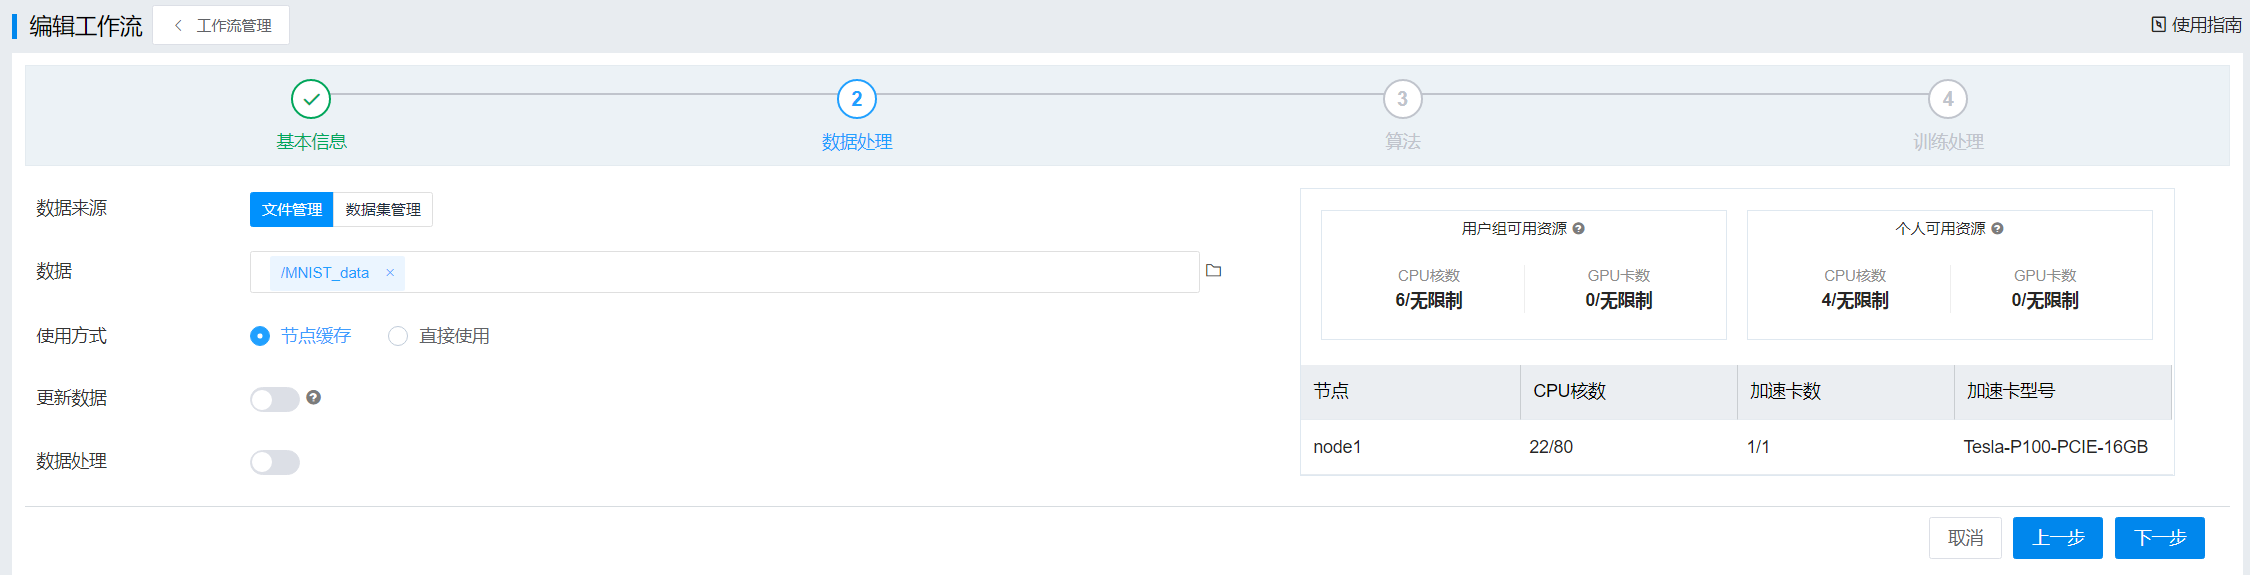 编辑工作流 工作流管理 使用指南
2 3 4
基本信息 数据处理 算法 训练处理
数据来源 文件管理 数据集管理
数据 /MNIST_data ×
使用方式 节点缓存 直接使用
更新数据
数据处理
用户组可用资源 个人可用资源
CPU核数 GPU卡数 CPU核数 GPU卡数
6/无限制 0/无限制 4/无限制 0/无限制
节点 CPU核数 加速卡数 加速卡型号
node1 22/80 1/1 Tesla-P100-PCIE-16GB
取消 上一步 下一步